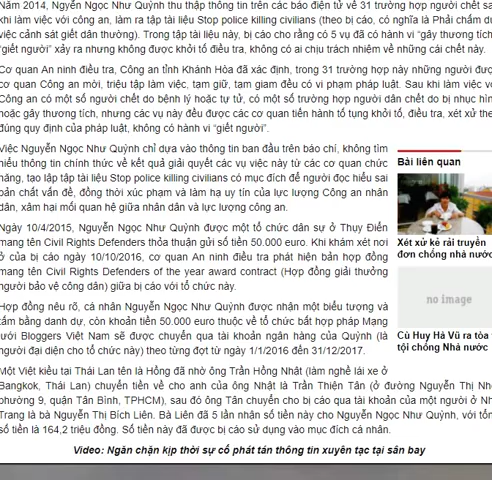 Năm 2014, Nguyễn Ngọc Như Quỳnh thu thập thông tin trên các báo điện tử về 31 trường hợp người chết sa
khi làm việc với công an, làm ra tập tài liệu Stop police killing civilians (theo bị cáo, có nghĩa là Phải chấm dứ
việc cảnh sát giết dân thường). Trong tập tài liệu này, bị cáo cho rằng có 5 vụ đã có hành vi “gây thương tích
“giết người” xảy ra nhưng không được khởi tố điều tra, không có ai chịu trách nhiệm về những cái chết này.
Cơ quan An ninh điều tra, Công an tỉnh Khánh Hòa đã xác định, trong 31 trường hợp này những người đượ
cơ quan Công an mời, triệu tập làm việc, tạm giữ, tạm giam đều có vi phạm pháp luật. Sau khi làm việc v
Công an có một số người chết do bệnh lý hoặc tự tử, có một số trường hợp người dân chết do bị nhục hìn
hoặc gây thương tích, nhưng các vụ này đều được các cơ quan tiến hành tố tụng khởi tố, điều tra, xét xử the
đúng quy định của pháp luật, không có hành vi “giết người”.
Việc Nguyễn Ngọc Như Quỳnh chỉ dựa vào thông tin ban đầu trên báo chí, không tìm
hiểu thông tin chính thức về kết quả giải quyết các vụ việc này từ các cơ quan chức
năng, tạo lập tập tài liệu Stop police killing civilians có mục đích để người đọc hiểu sai
bản chất vấn đề, đồng thời xúc phạm và làm hạ uy tín của lực lượng Công an nhân
dân, xâm hại mối quan hệ giữa nhân dân và lực lượng công an.
Ngày 10/4/2015, Nguyễn Ngọc Như Quỳnh được một tổ chức dân sự ở Thụy Điển
mang tên Civil Rights Defenders thỏa thuận gửi số tiền 50.000 euro. Khi khám xét nơi
ở của bị cáo ngày 10/10/2016, cơ quan An ninh điều tra phát hiện bản hợp đồng
mang tên Civil Rights Defenders of the year award contract (Hợp đồng giải thưởng
người bảo vệ công dân) giữa bị cáo với tổ chức này.
Hợp đồng nêu rõ, cá nhân Nguyễn Ngọc Như Quỳnh được nhận một biểu tượng và
tấm bằng danh dự, còn khoản tiền 50.000 euro thuộc về tổ chức bất hợp pháp Mạng
lưới Bloggers Việt Nam sẽ được chuyển qua tài khoản ngân hàng của Quỳnh (là
người đại diện cho tổ chức này) theo từng đợt từ ngày 1/1/2016 đến 31/12/2017.
Một Việt kiều tại Thái Lan tên là Hồng đã nhờ ông Trần Hồng Nhật (làm nghề lái xe ở
Bangkok, Thái Lan) chuyển tiền về cho anh của ông Nhật là Trần Thiện Tân (ở đường Nguyễn Thị Nh
phường 9, quận Tân Bình, TPHCM), sau đó ông Tân chuyển cho bị cáo qua tài khoản của một người ở Nh
Trang là bà Nguyễn Thị Bích Liên. Bà Liên đã 5 lần nhận số tiền này cho Nguyễn Ngọc Như Quỳnh, với tổn
số tiền là 164,2 triệu đồng. Số tiền này đã được bị cáo sử dụng vào mục đích cá nhân.
Video: Ngăn chặn kịp thời sự cố phát tán thông tin xuyên tạc tại sân bay
Bài liên quan
Xét xử kẻ rải truyền
đơn chống nhà nước
no image
Cù Huy Hà Vũ ra tòa
tội chống Nhà nước